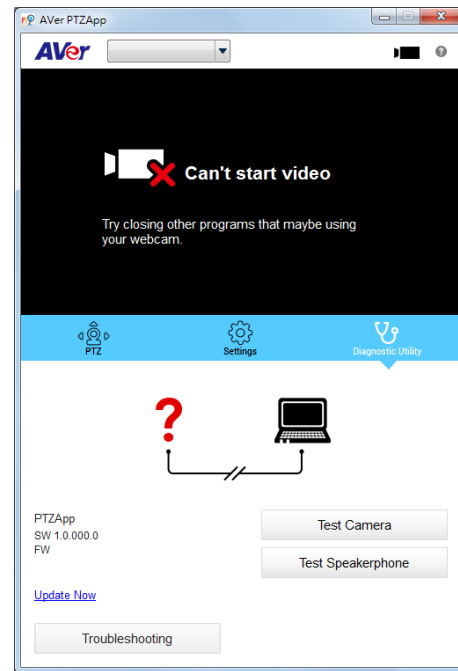 AVer PTZApp
AVer
?
Can't start video
Try closing other programs that maybe using
your webcam.
PTZ
Settings
Diagnostic Utility
?
PTZApp
SW 1.0.000.0
FW
Test Camera
Test Speakerphone
Update Now
Troubleshooting